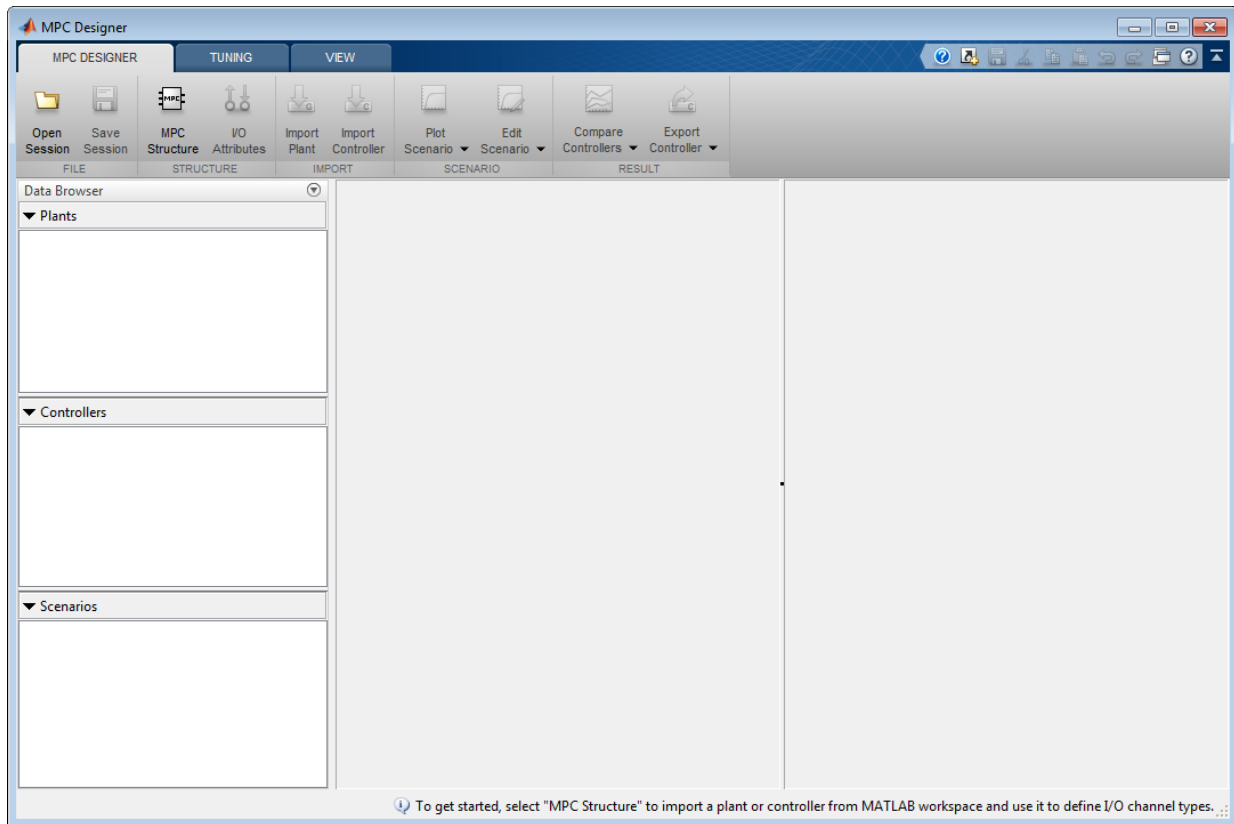 MPC Designer
MPC DESIGNER TUNING VIEW
MPC G C C
Open Save MPC I/O Import Import Plot Edit Compare Export
Session Session Structure Attributes Plant Controller Scenario Scenario Controllers Controller
FILE STRUCTURE IMPORT SCENARIO RESULT
Data Browser
Plants
Controllers
Scenarios
To get started, select "MPC Structure" to import a plant or controller from MATLAB workspace and use it to define I/O channel types.